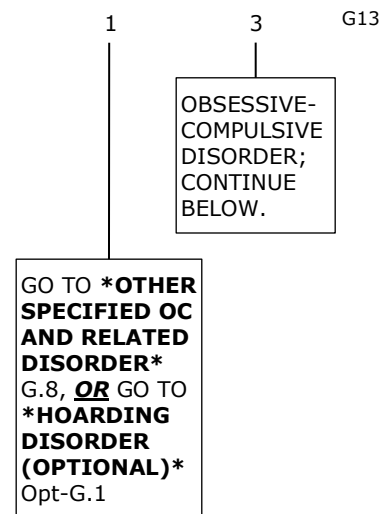 1 3 G13
OBSESSIVE-
COMPULSIVE
DISORDER;
CONTINUE
BELOW.
GO TO *OTHER
SPECIFIED OC
AND RELATED
DISORDER*
G.8, OR GO TO
*HOARDING
DISORDER
(OPTIONAL)*
Opt-G.1